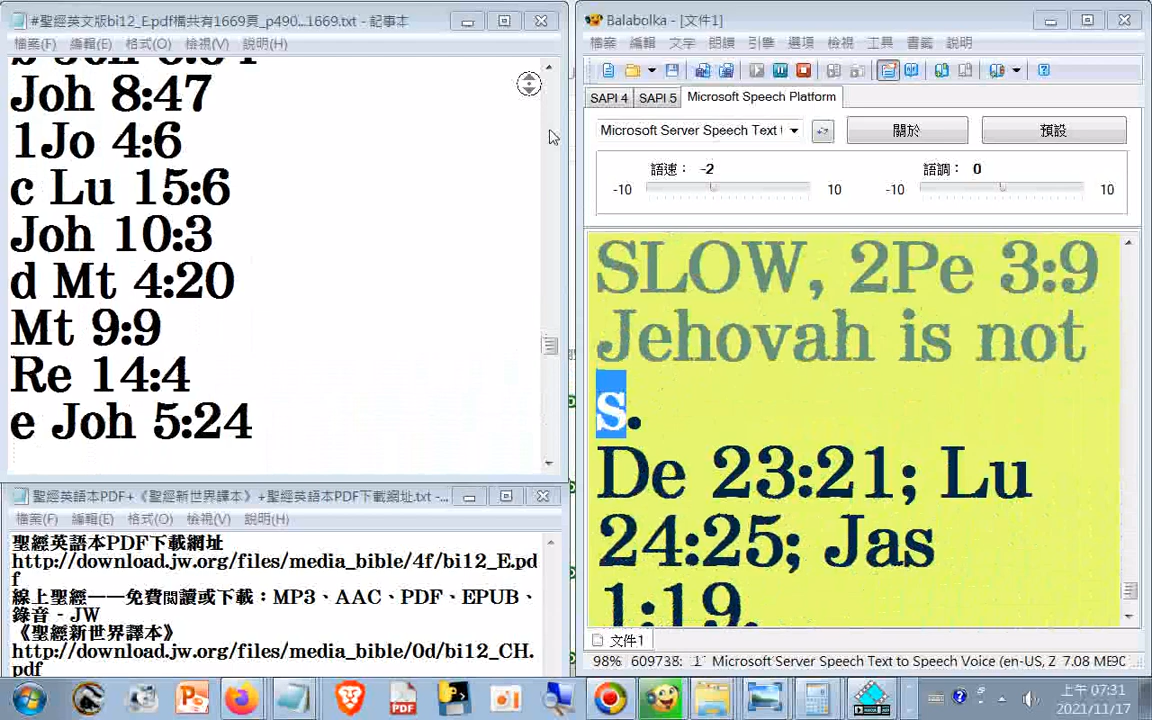 #聖經英文版bi12_E.pdf檔共有1669頁_p490...1669.txt - 記事本
檔案(F) 編輯(E) 格式(O) 檢視(V) 說明(H)
Joh 8:47
1Jo 4:6
c Lu 15:6
Joh 10:3
d Mt 4:20
Mt 9:9
Re 14:4
e Joh 5:24
聖經英語本PDF+《聖經新世界譯本》+聖經英語本PDF下載網址.txt - ...
檔案(F) 編輯(E) 格式(O) 檢視(V) 說明(H)
聖經英語本PDF下載網址
http://download.jw.org/files/media_bible/4f/bi12_E.pd
f
線上聖經——免費閱讀或下載：MP3、AAC、PDF、EPUB、
錄音 - JW
《聖經新世界譯本》
http://download.jw.org/files/media_bible/0d/bi12_CH.
pdf
Balabolka - [文件1]
檔案 編輯 文字 朗讀 引擎 選項 檢視 工具 書籤 說明
SAPI 4 SAPI 5 Microsoft Speech Platform
Microsoft Server Speech Text 關於 預設
語速： -2 語調： 0
-10 10 -10 10
SLOW, 2Pe 3:9
Jehovah is not
s.
De 23:21; Lu
24:25; Jas
1:19.
文件1
98% 609738: 1 Microsoft Server Speech Text to Speech Voice (en-US, Z 7.08 МБ
上午 07:31
2021/11/17